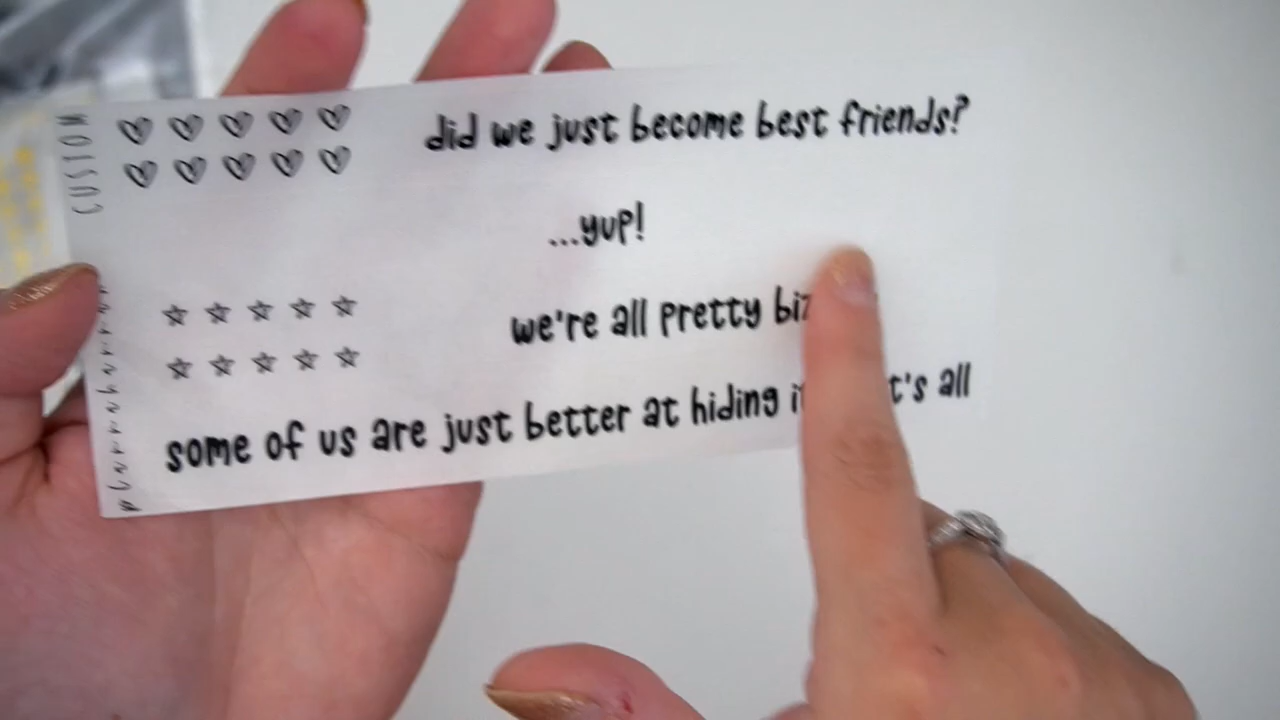 CUSTOM
did we just become best friends?
...yup!
we're all pretty
some of us are just better at hiding all